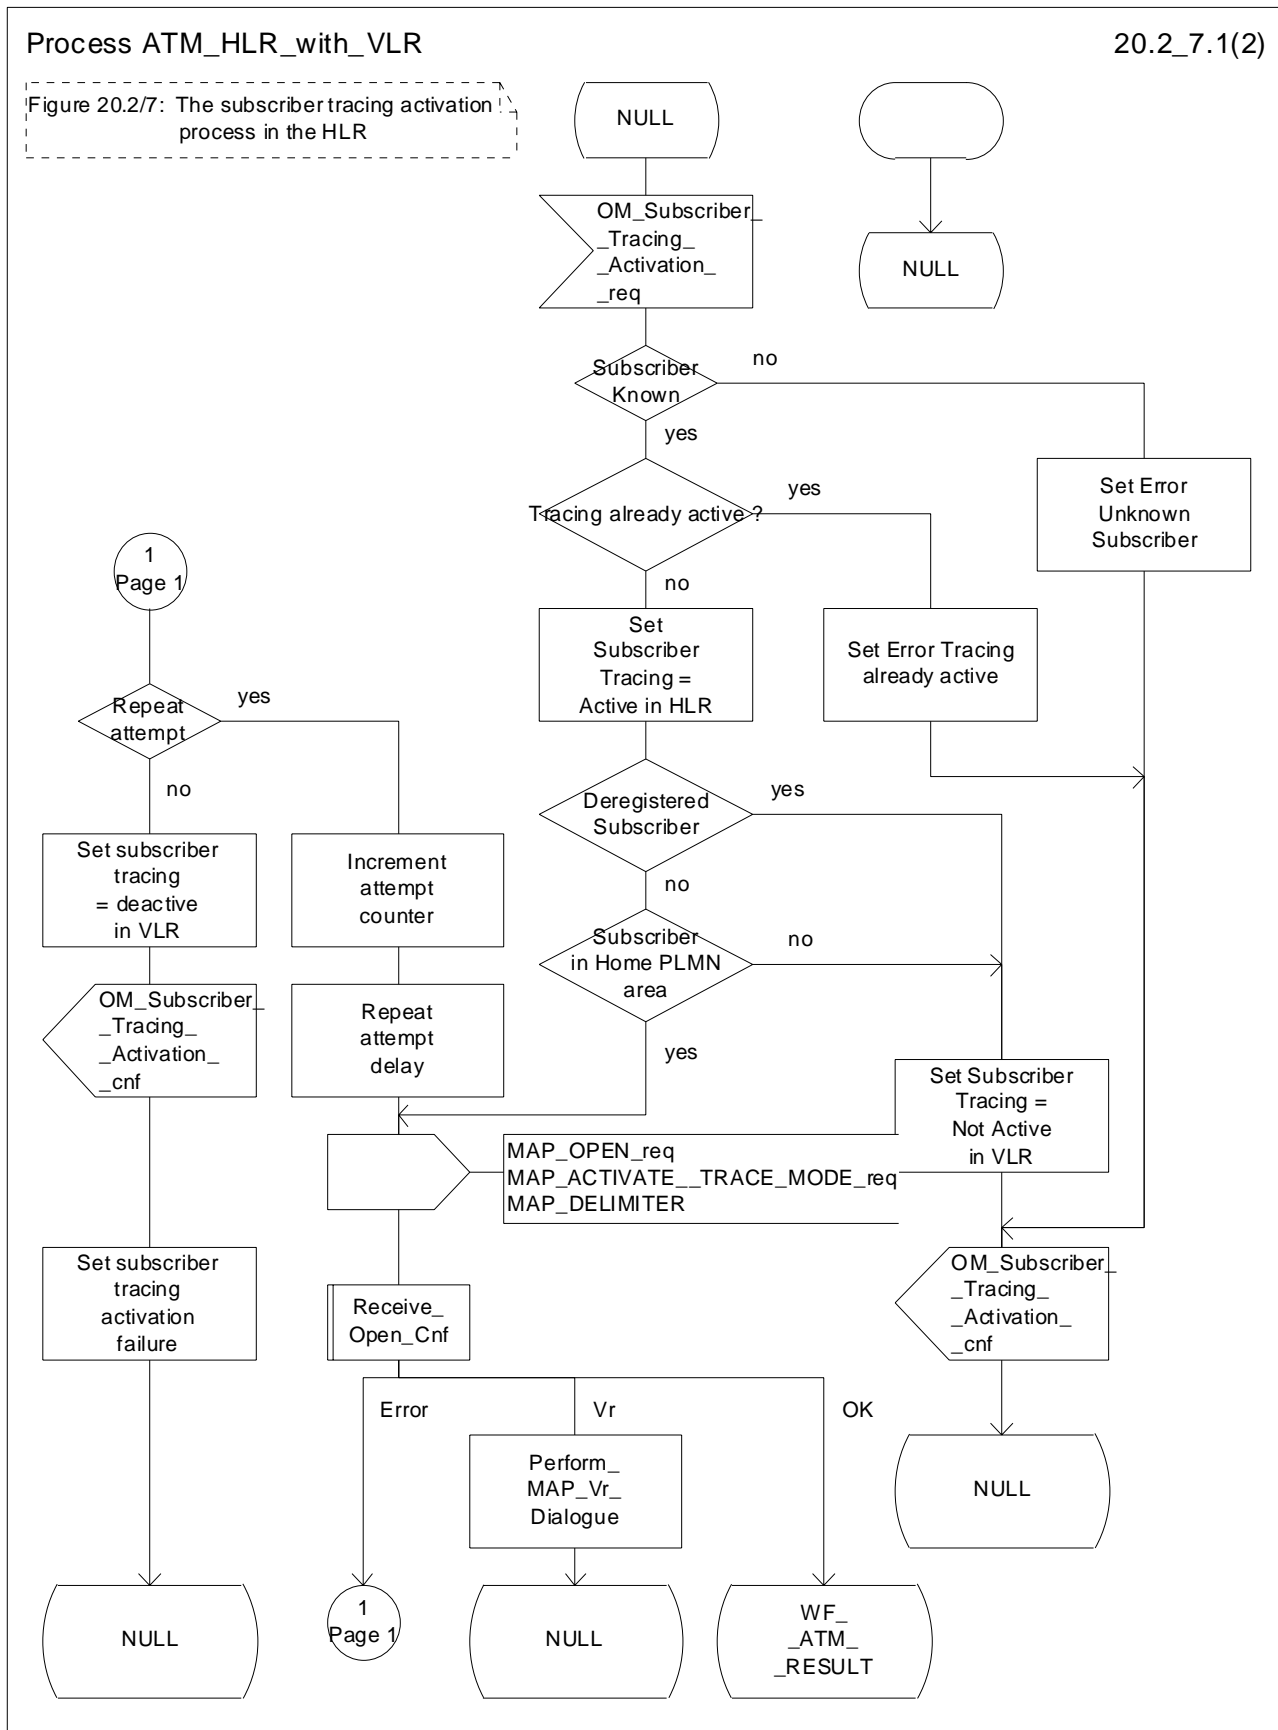 Process ATM_HLR_with_VLR
20.2_7.1(2)
Figure 20.2/7: The subscriber tracing activation
process in the HLR
NULL
OM_Subscriber_
_Tracing_
_Activation_
_req
NULL
Subscriber
Known
no
yes
Tracing already active ?
yes
Set Error
Unknown
Subscriber
no
1
Page 1
Set
Subscriber
Tracing =
Active in HLR
Set Error Tracing
already active
Repeat
attempt
yes
no
Deregistered
Subscriber
yes
no
Set subscriber
tracing
= deactive
in VLR
Increment
attempt
counter
Subscriber
in Home PLMN
area
no
yes
OM_Subscriber_
_Tracing_
_Activation_
_cnf
Repeat
attempt
delay
Set Subscriber
Tracing =
Not Active
in VLR
MAP_OPEN_req
MAP_ACTIVATE__TRACE_MODE_req
MAP_DELIMITER
Set subscriber
tracing
activation
failure
Receive_
Open_Cnf
OM_Subscriber_
_Tracing_
_Activation_
_cnf
Error
Vr
OK
Perform_
MAP_Vr_
Dialogue
NULL
NULL
1
Page 1
NULL
WF_
_ATM_
_RESULT